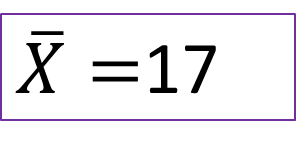 X̄ =17